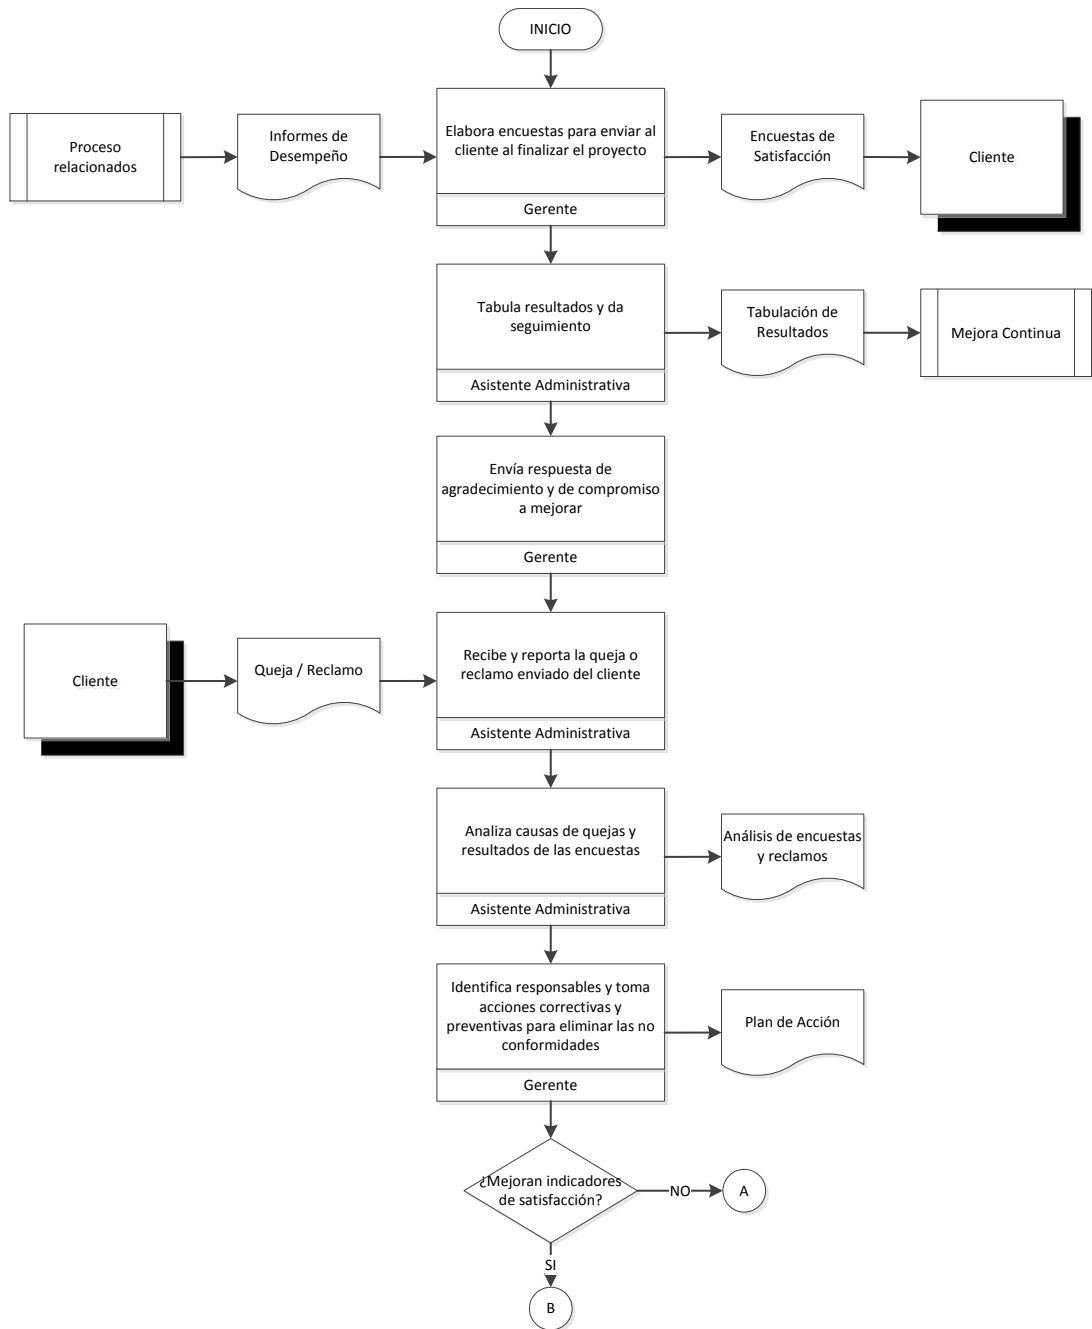 INICIO
Proceso
relacionados
Informes de
Desempeño
Elabora encuestas para enviar al
cliente al finalizar el proyecto
Gerente
Encuestas de
Satisfacción
Cliente
Tabula resultados y da
seguimiento
Asistente Administrativa
Tabulación de
Resultados
Mejora Continua
Envía respuesta de
agradecimiento y de compromiso
a mejorar
Gerente
Cliente
Queja / Reclamo
Recibe y reporta la queja o
reclamo enviado del cliente
Asistente Administrativa
Analiza causas de quejas y
resultados de las encuestas
Asistente Administrativa
Análisis de encuestas
y reclamos
Identifica responsables y toma
acciones correctivas y
preventivas para eliminar las no
conformidades
Gerente
Plan de Acción
¿Mejoran indicadores
de satisfacción?
NO
A
SI
B